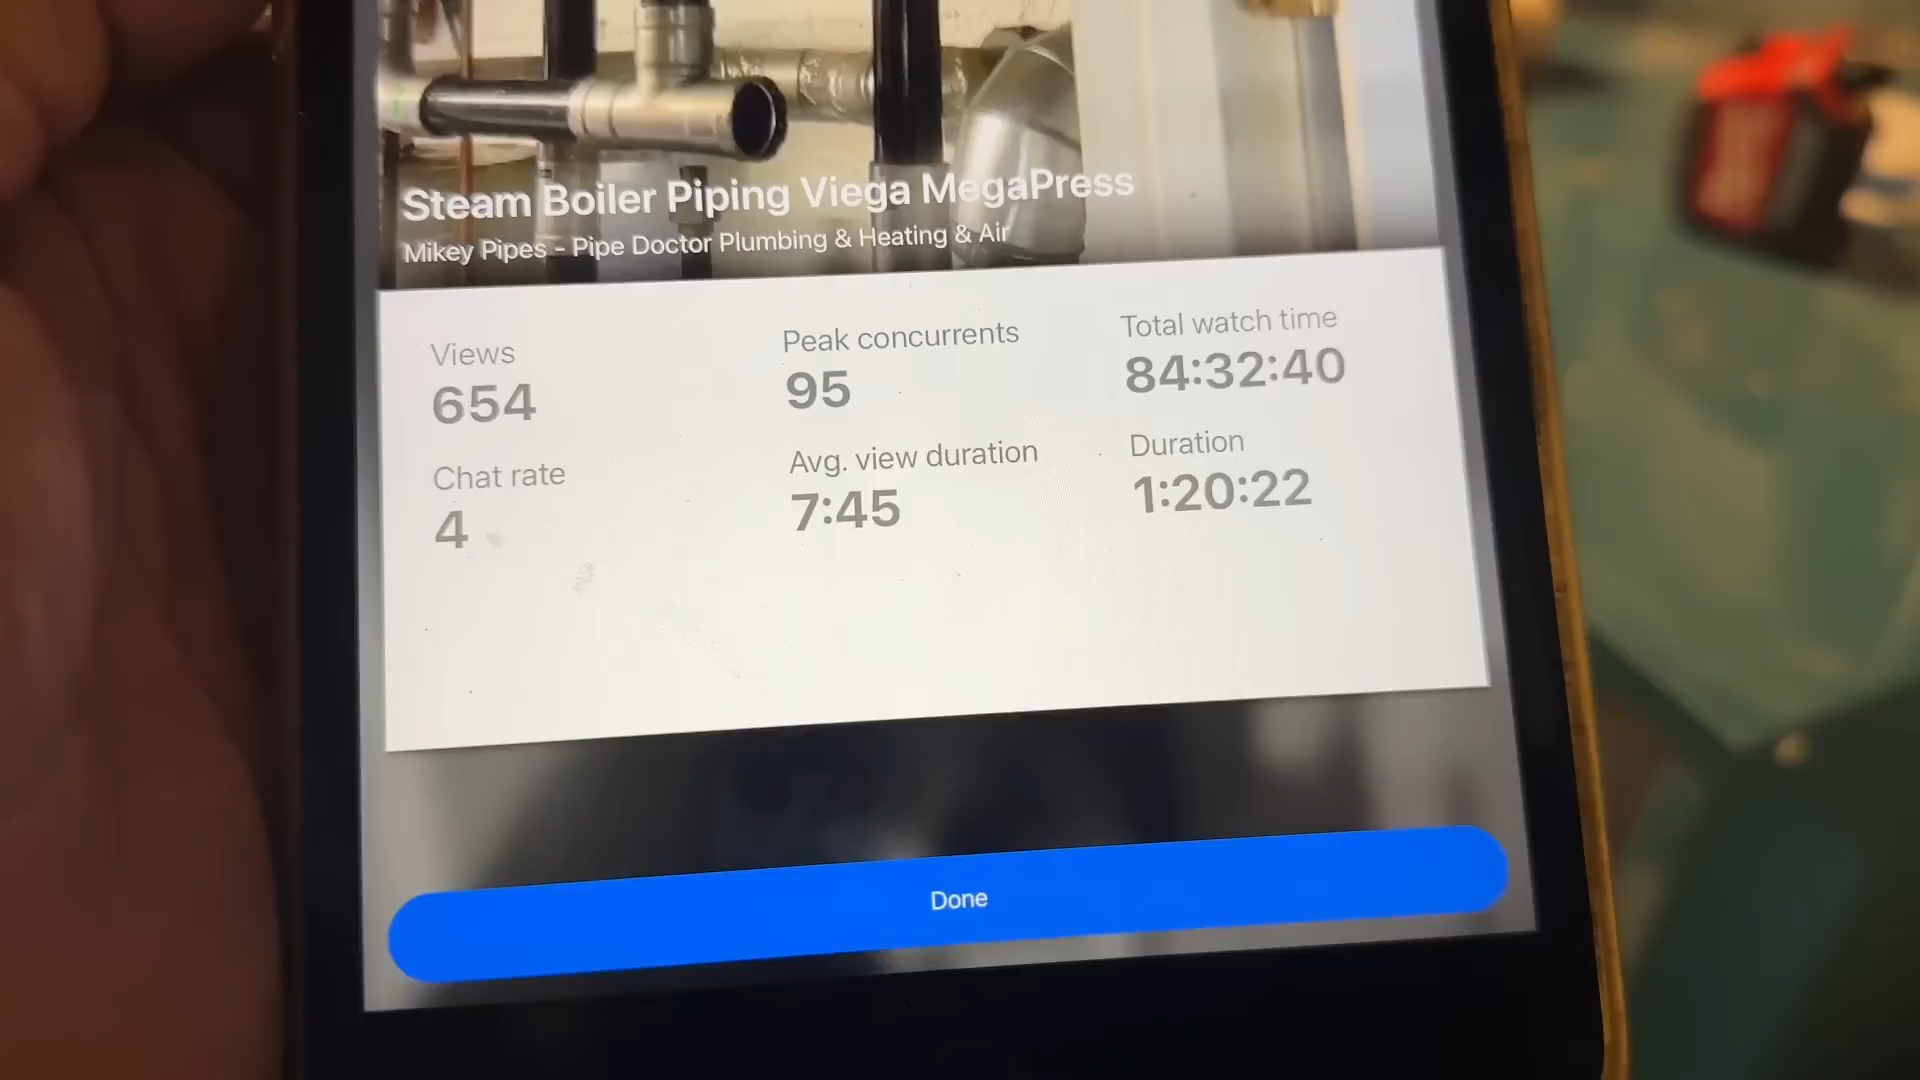 Steam Boiler Piping Viega MegaPress
Mikey Pipes - Pipe Doctor Plumbing & Heating & Air
Views
654
Peak concurrents
95
Total watch time
84:32:40
Chat rate
4
Avg. view duration
7:45
Duration
1:20:22
Done